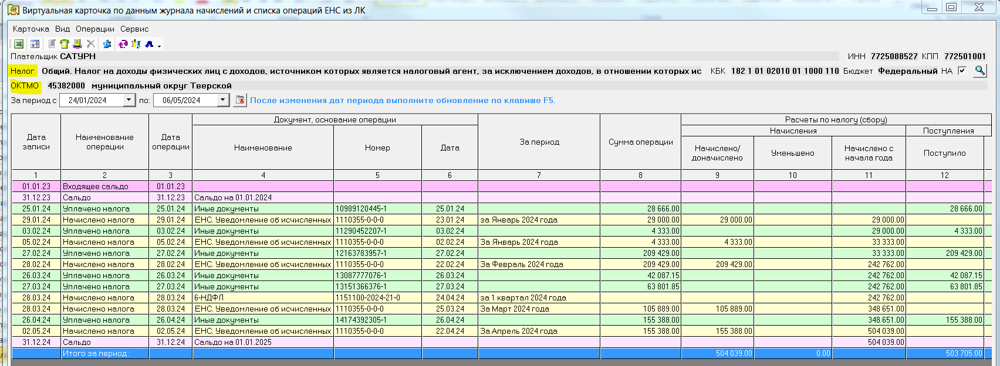 Виртуальная карточка по данным журнала начислений и списка операций ЕНС из ЛК
Карточка Вид Операции Сервис
Плательщик САТУРН ИНН 7725088527 КПП 772501001
Налог Общий. Налог на доходы физических лиц с доходов, источником которых является налоговый агент, за исключением доходов, в отношении которых ис КБК 182 1 01 02010 01 1000 110 Бюджет Федеральный НА
ОКТМО 45382000 муниципальный округ Тверской
За период с 24/01/2024 по: 06/05/2024 После изменения дат периода выполните обновление по клавише F5.
Документ, основание операции Расчеты по налогу (сбору)
Начисления Поступления
Дата записи Наименование операции Дата операции Наименование Номер Дата За период Сумма операции Начислено/доначислено Уменьшено Начислено с начала года Поступило
1 2 3 4 5 6 7 8 9 10 11 12
01.01.23 Входящее сальдо 01.01.23
31.12.23 Сальдо 31.12.23 Сальдо на 01.01.2024
25.01.24 Уплачено налога 25.01.24 Иные документы 10989120445-1 25.01.24 28 666.00 28 666.00
29.01.24 Начислено налога 29.01.24 ЕНС. Уведомление об исчисленных 1110355-0-0-0 23.01.24 за Январь 2024 года 29 000.00 29 000.00 29 000.00
03.02.24 Уплачено налога 03.02.24 Иные документы 11290452207-1 03.02.24 4 333.00 29 000.00 4 333.00
05.02.24 Начислено налога 05.02.24 ЕНС. Уведомление об исчисленных 1110355-0-0-0 02.02.24 За Январь 2024 года 4 333.00 4 333.00 33 333.00
27.02.24 Уплачено налога 27.02.24 Иные документы 12163783957-1 27.02.24 209 429.00 33 333.00 209 429.00
28.02.24 Начислено налога 28.02.24 ЕНС. Уведомление об исчисленных 1110355-0-0-0 22.02.24 За Февраль 2024 года 209 429.00 209 429.00 242 762.00
26.03.24 Уплачено налога 26.03.24 Иные документы 13087777076-1 26.03.24 42 087.15 242 762.00 42 087.15
27.03.24 Уплачено налога 27.03.24 Иные документы 13151366376-1 27.03.24 63 801.85 242 762.00 63 801.85
28.03.24 Начислено налога 28.03.24 6-НДФЛ 1151100-2024-21-0 24.04.24 за 1 квартал 2024 года 242 762.00
28.03.24 Начислено налога 28.03.24 ЕНС. Уведомление об исчисленных 1110355-0-0-0 25.03.24 За Март 2024 года 105 889.00 105 889.00 348 651.00
26.04.24 Уплачено налога 26.04.24 Иные документы 14174392305-1 26.04.24 155 388.00 348 651.00 155 388.00
02.05.24 Начислено налога 02.05.24 ЕНС. Уведомление об исчисленных 1110355-0-0-0 22.04.24 За Апрель 2024 года 155 388.00 155 388.00 504 039.00
31.12.24 Сальдо 31.12.24 Сальдо на 01.01.2025 504 039.00
Итого за период : 504 039.00 0.00 503 705.00